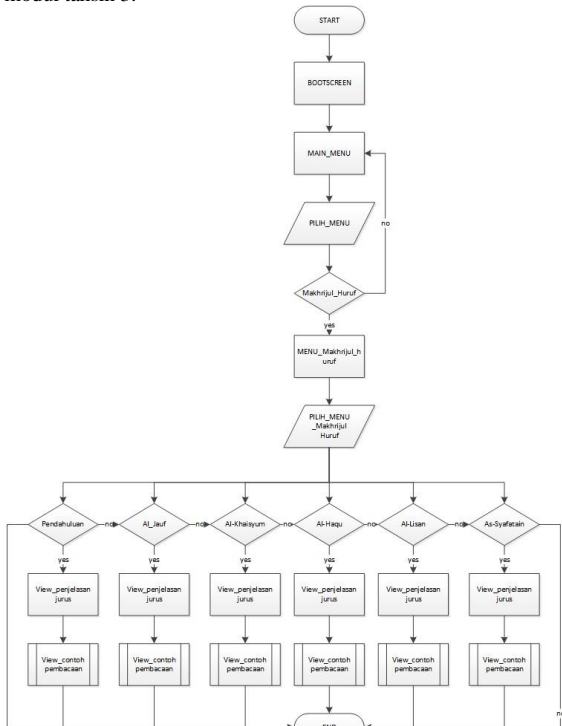 START
BOOTSCREEN
MAIN_MENU
PILIH_MENU
no
Makhrijul_Huruf
yes
MENU_Makhrijul_h
uruf
PILIH_MENU
_Makhrijul
Huruf
Pendahuluan
no
Al_Jauf
no
Al-Khaisyum
no
Al-Haqu
no
Al-Lisan
no
As-Syafatain
yes
yes
yes
yes
yes
yes
View_penjelasan
jurus
View_penjelasan
jurus
View_penjelasan
jurus
View_penjelasan
jurus
View_penjelasan
jurus
View_penjelasan
jurus
View_contoh
pembacaan
View_contoh
pembacaan
View_contoh
pembacaan
View_contoh
pembacaan
View_contoh
pembacaan
View_contoh
pembacaan